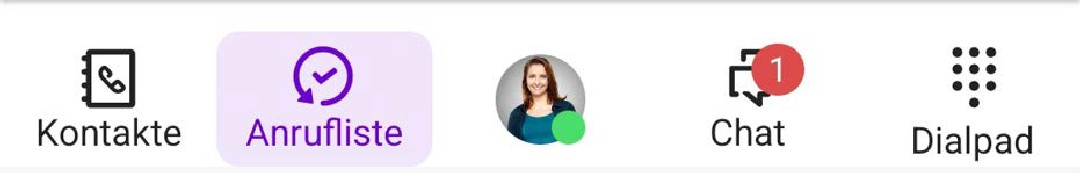 Kontakte
Anrufliste
1
Chat
Dialpad